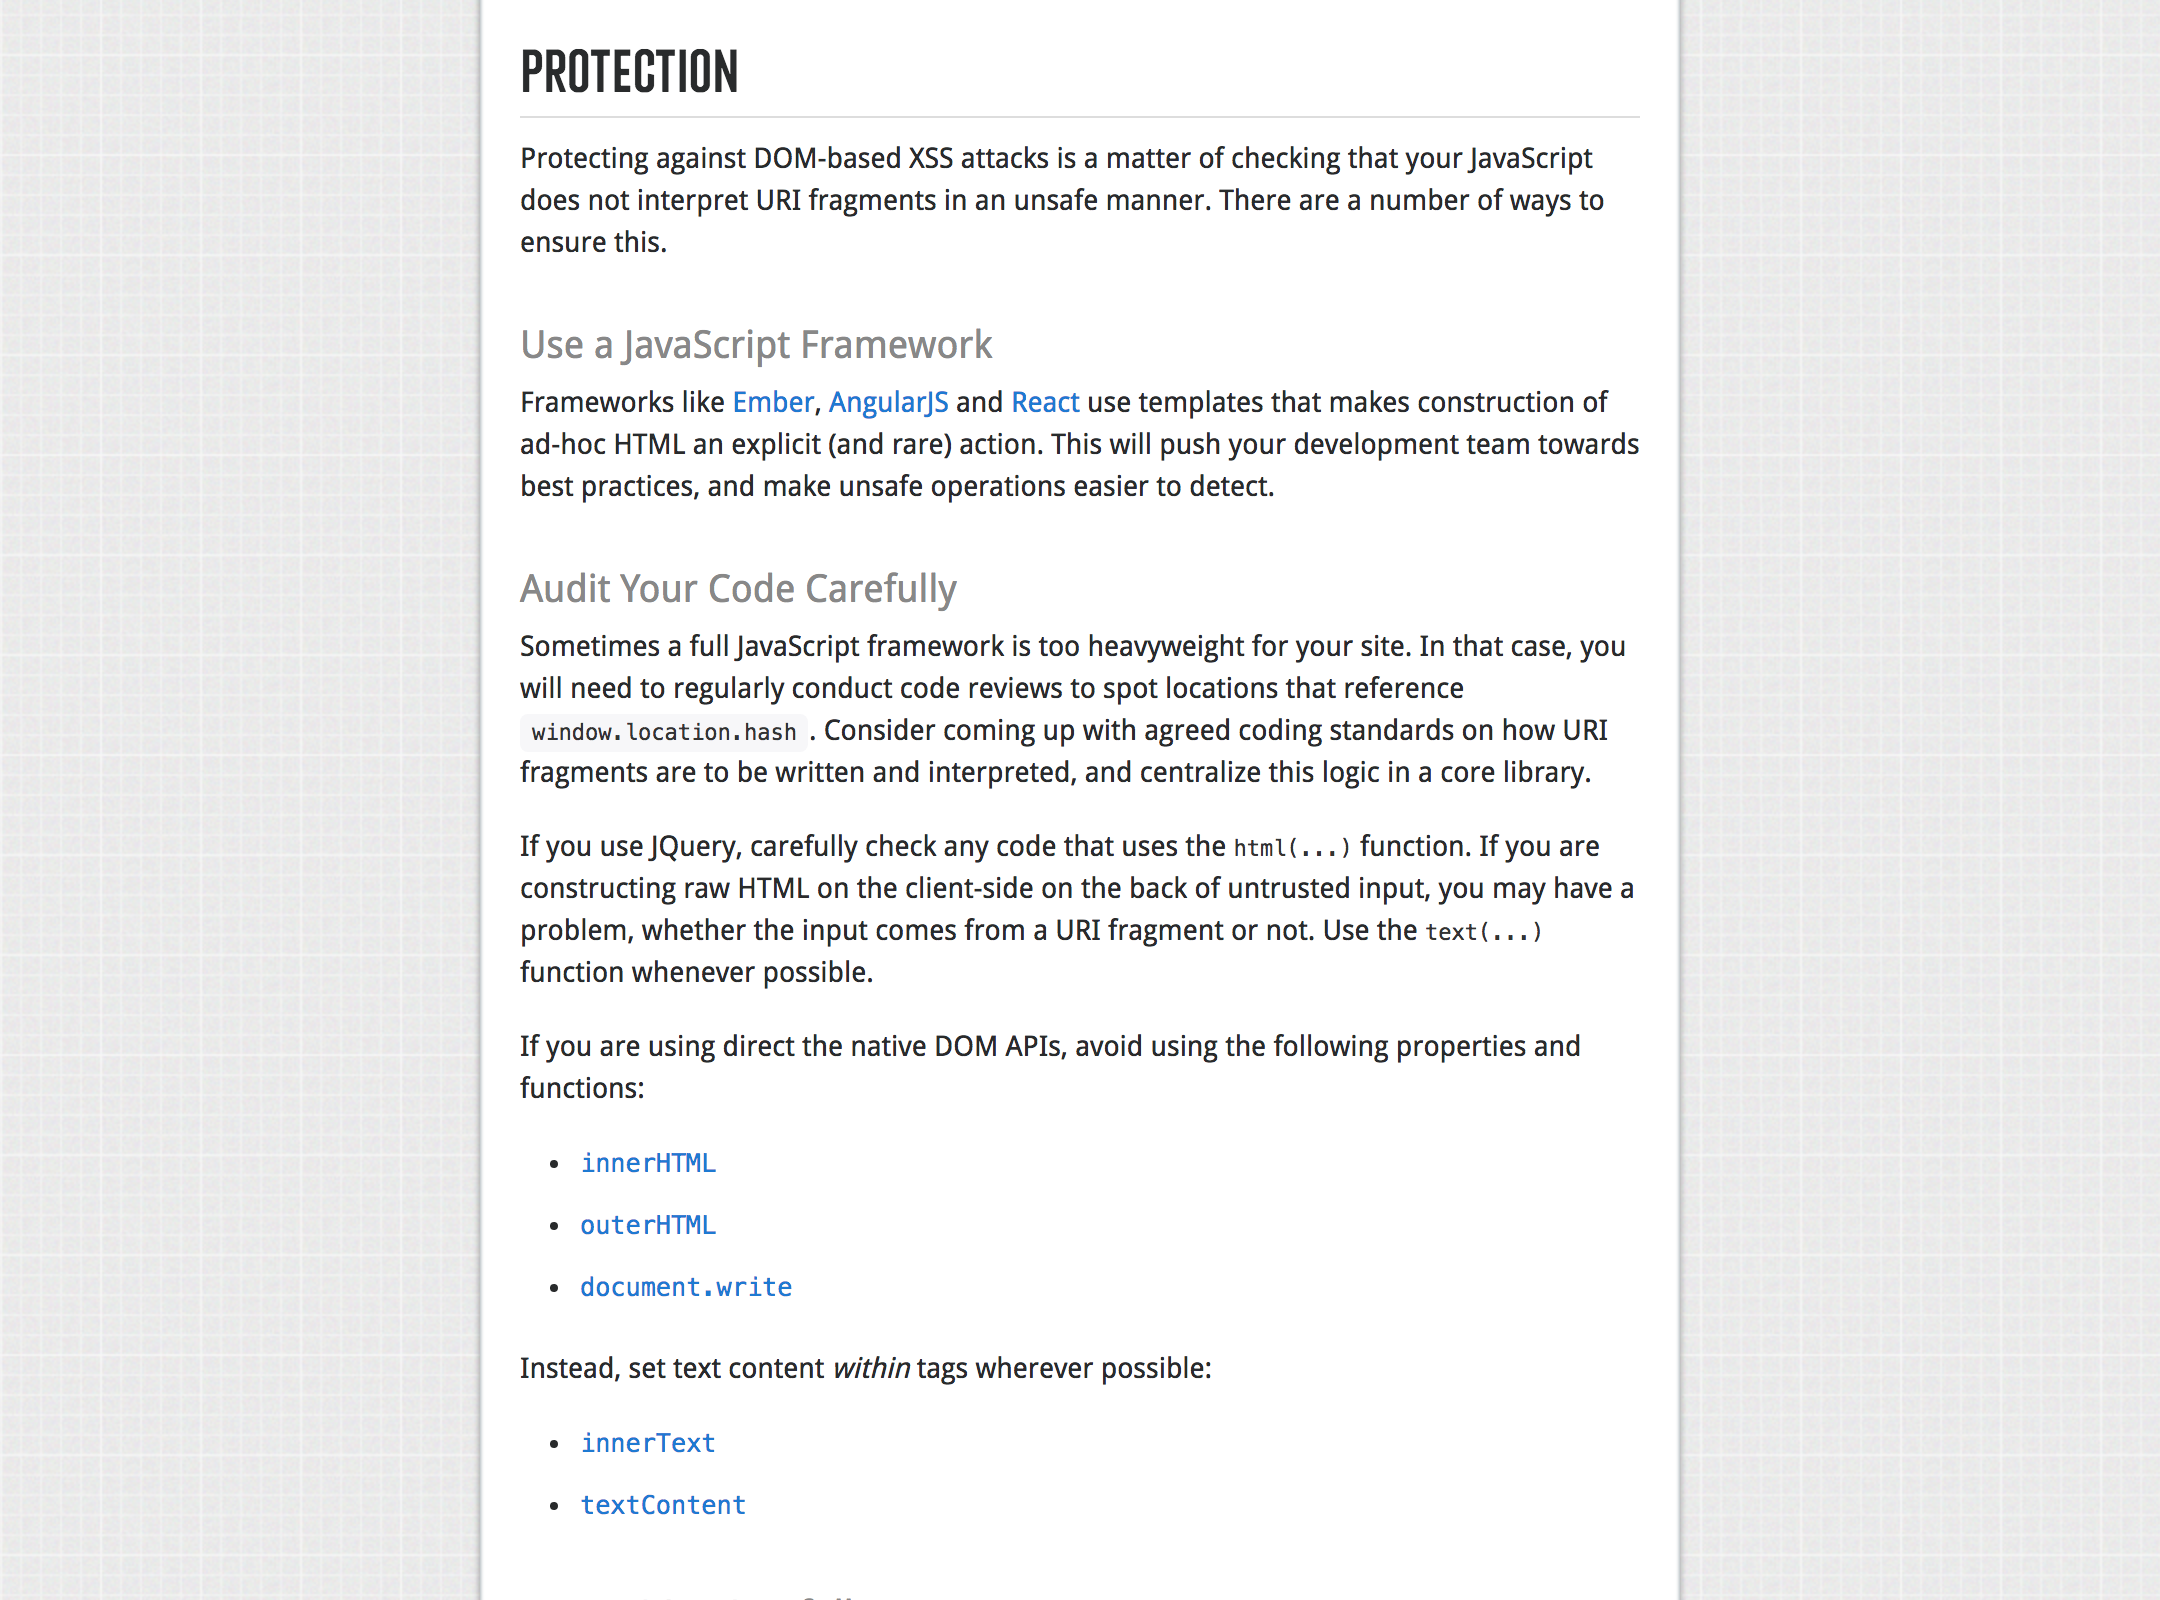 PROTECTION
Protecting against DOM-based XSS attacks is a matter of checking that your JavaScript
does not interpret URI fragments in an unsafe manner. There are a number of ways to
ensure this.
Use a JavaScript Framework
Frameworks like Ember, AngularJS and React use templates that makes construction of
ad-hoc HTML an explicit (and rare) action. This will push your development team towards
best practices, and make unsafe operations easier to detect.
Audit Your Code Carefully
Sometimes a full JavaScript framework is too heavyweight for your site. In that case, you
will need to regularly conduct code reviews to spot locations that reference
window.location.hash. Consider coming up with agreed coding standards on how URI
fragments are to be written and interpreted, and centralize this logic in a core library.
If you use JQuery, carefully check any code that uses the html(...) function. If you are
constructing raw HTML on the client-side on the back of untrusted input, you may have a
problem, whether the input comes from a URI fragment or not. Use the text(...)
function whenever possible.
If you are using direct the native DOM APIs, avoid using the following properties and
functions:
• innerHTML
• outerHTML
• document.write
Instead, set text content within tags wherever possible:
• innerText
• textContent